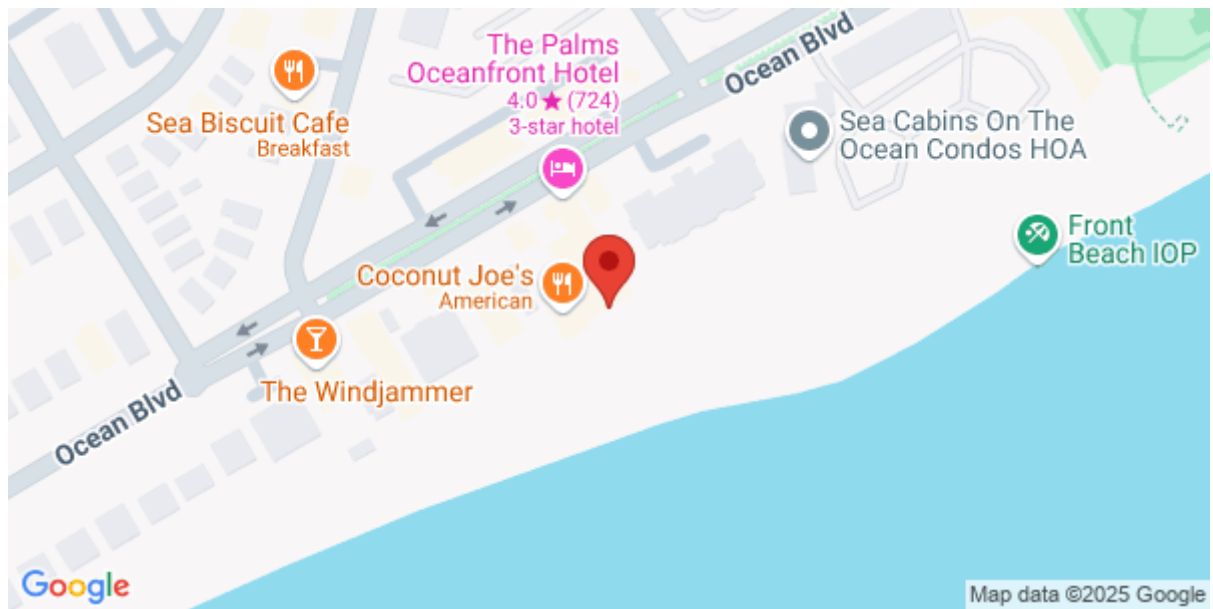 The Palms
Oceanfront Hotel
4.0★ (724)
3-star hotel
Ocean Blvd
Sea Biscuit Cafe
Breakfast
Sea Cabins On The
Ocean Condos HOA
Front
Beach IOP
Coconut Joe's
American
The Windjammer
Ocean Blvd
Google
Map data ©2025 Google